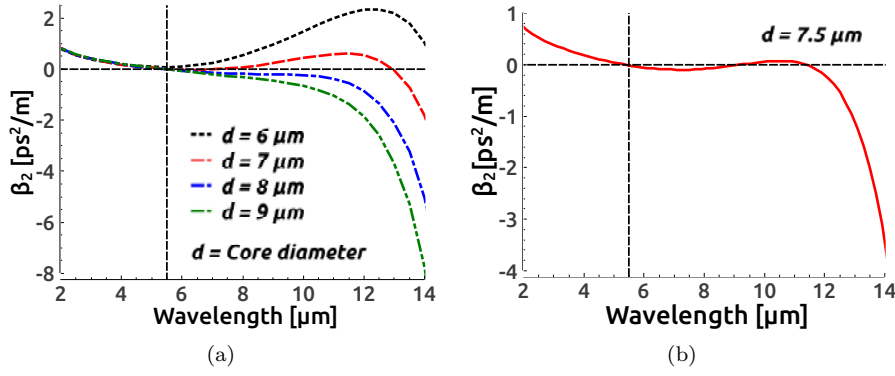 2
0
-2
-4
-6
-8
β₂ [ps²/m]
d = 6 μm
d = 7 μm
d = 8 μm
d = 9 μm
d = Core diameter
2 4 6 8 10 12 14
Wavelength [μm]
(a)
1
0
-1
-2
-3
-4
β₂ [ps²/m]
d = 7.5 μm
2 4 6 8 10 12 14
Wavelength [μm]
(b)